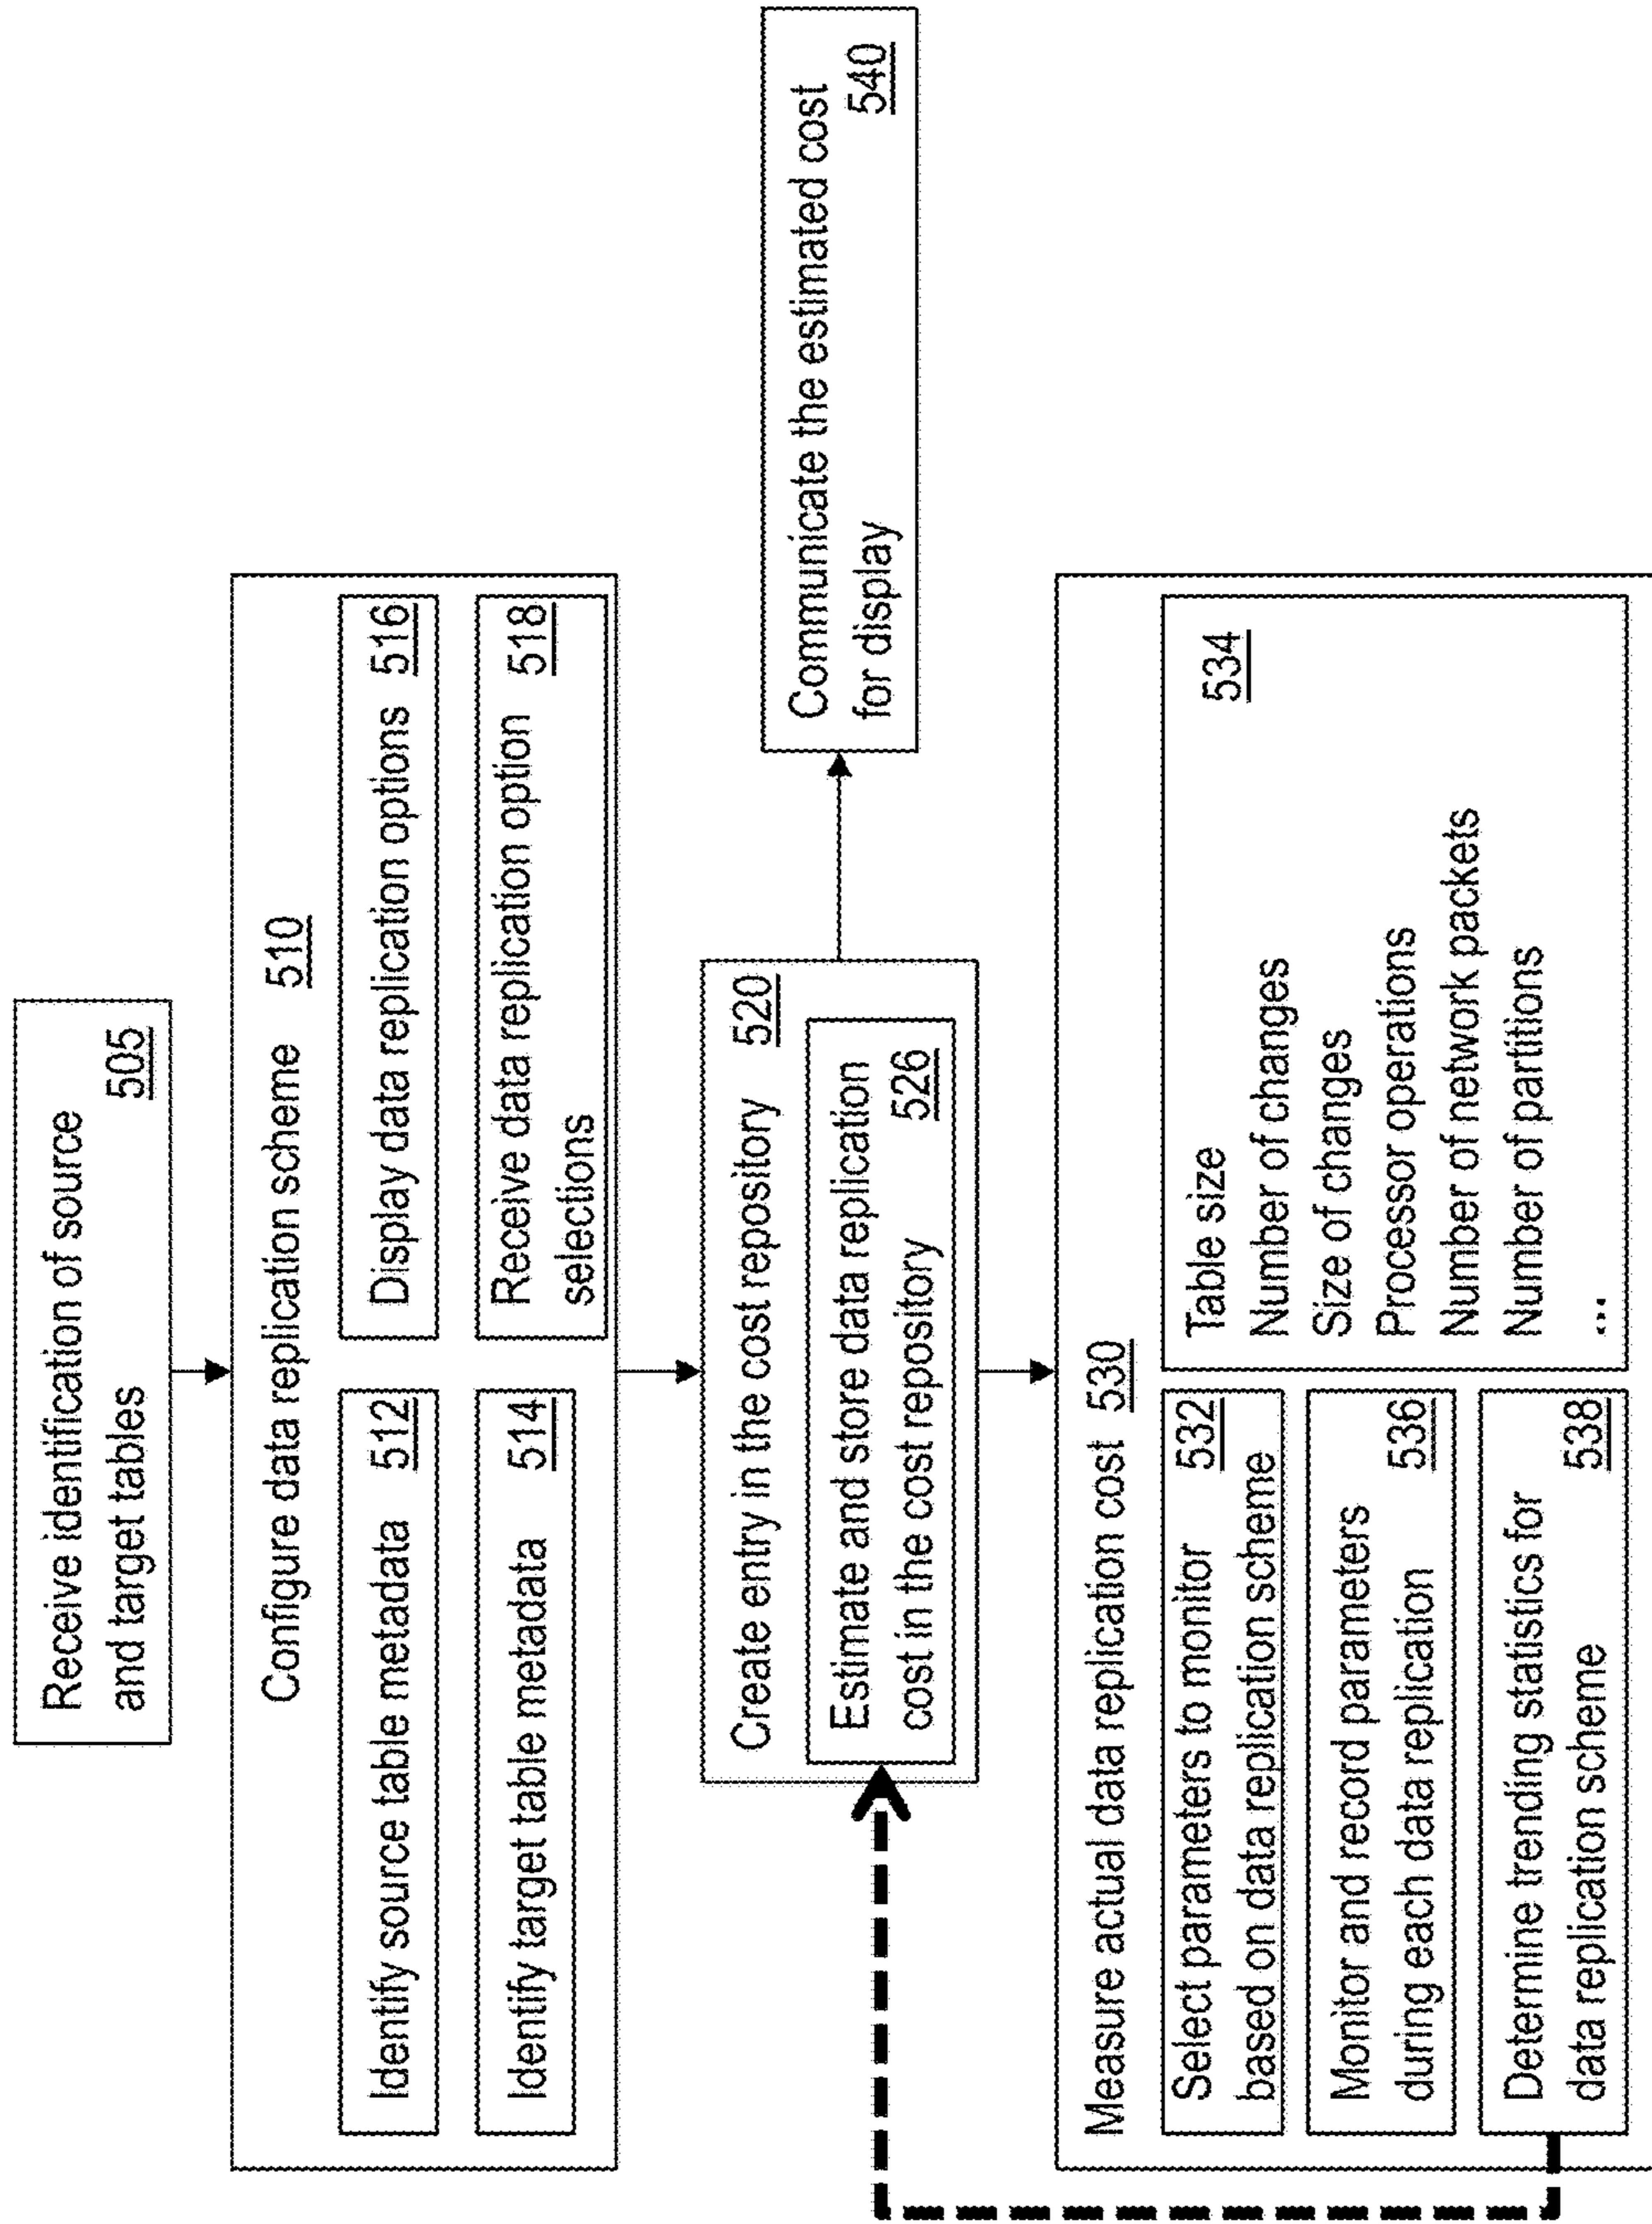 Receive identification of source
and target tables 505
Configure data replication scheme 510
Identify source table metadata 512
Identify target table metadata 514
Display data replication options 516
Receive data replication option 518
selections
Create entry in the cost repository 520
Estimate and store data replication
cost in the cost repository 526
Communicate the estimated cost
for display 540
Measure actual data replication cost 530
Select parameters to monitor 532
based on data replication scheme
Monitor and record parameters
during each data replication 536
Determine trending statistics for
data replication scheme 538
Table size 534
Number of changes
Size of changes
Processor operations
Number of network packets
Number of partitions
...